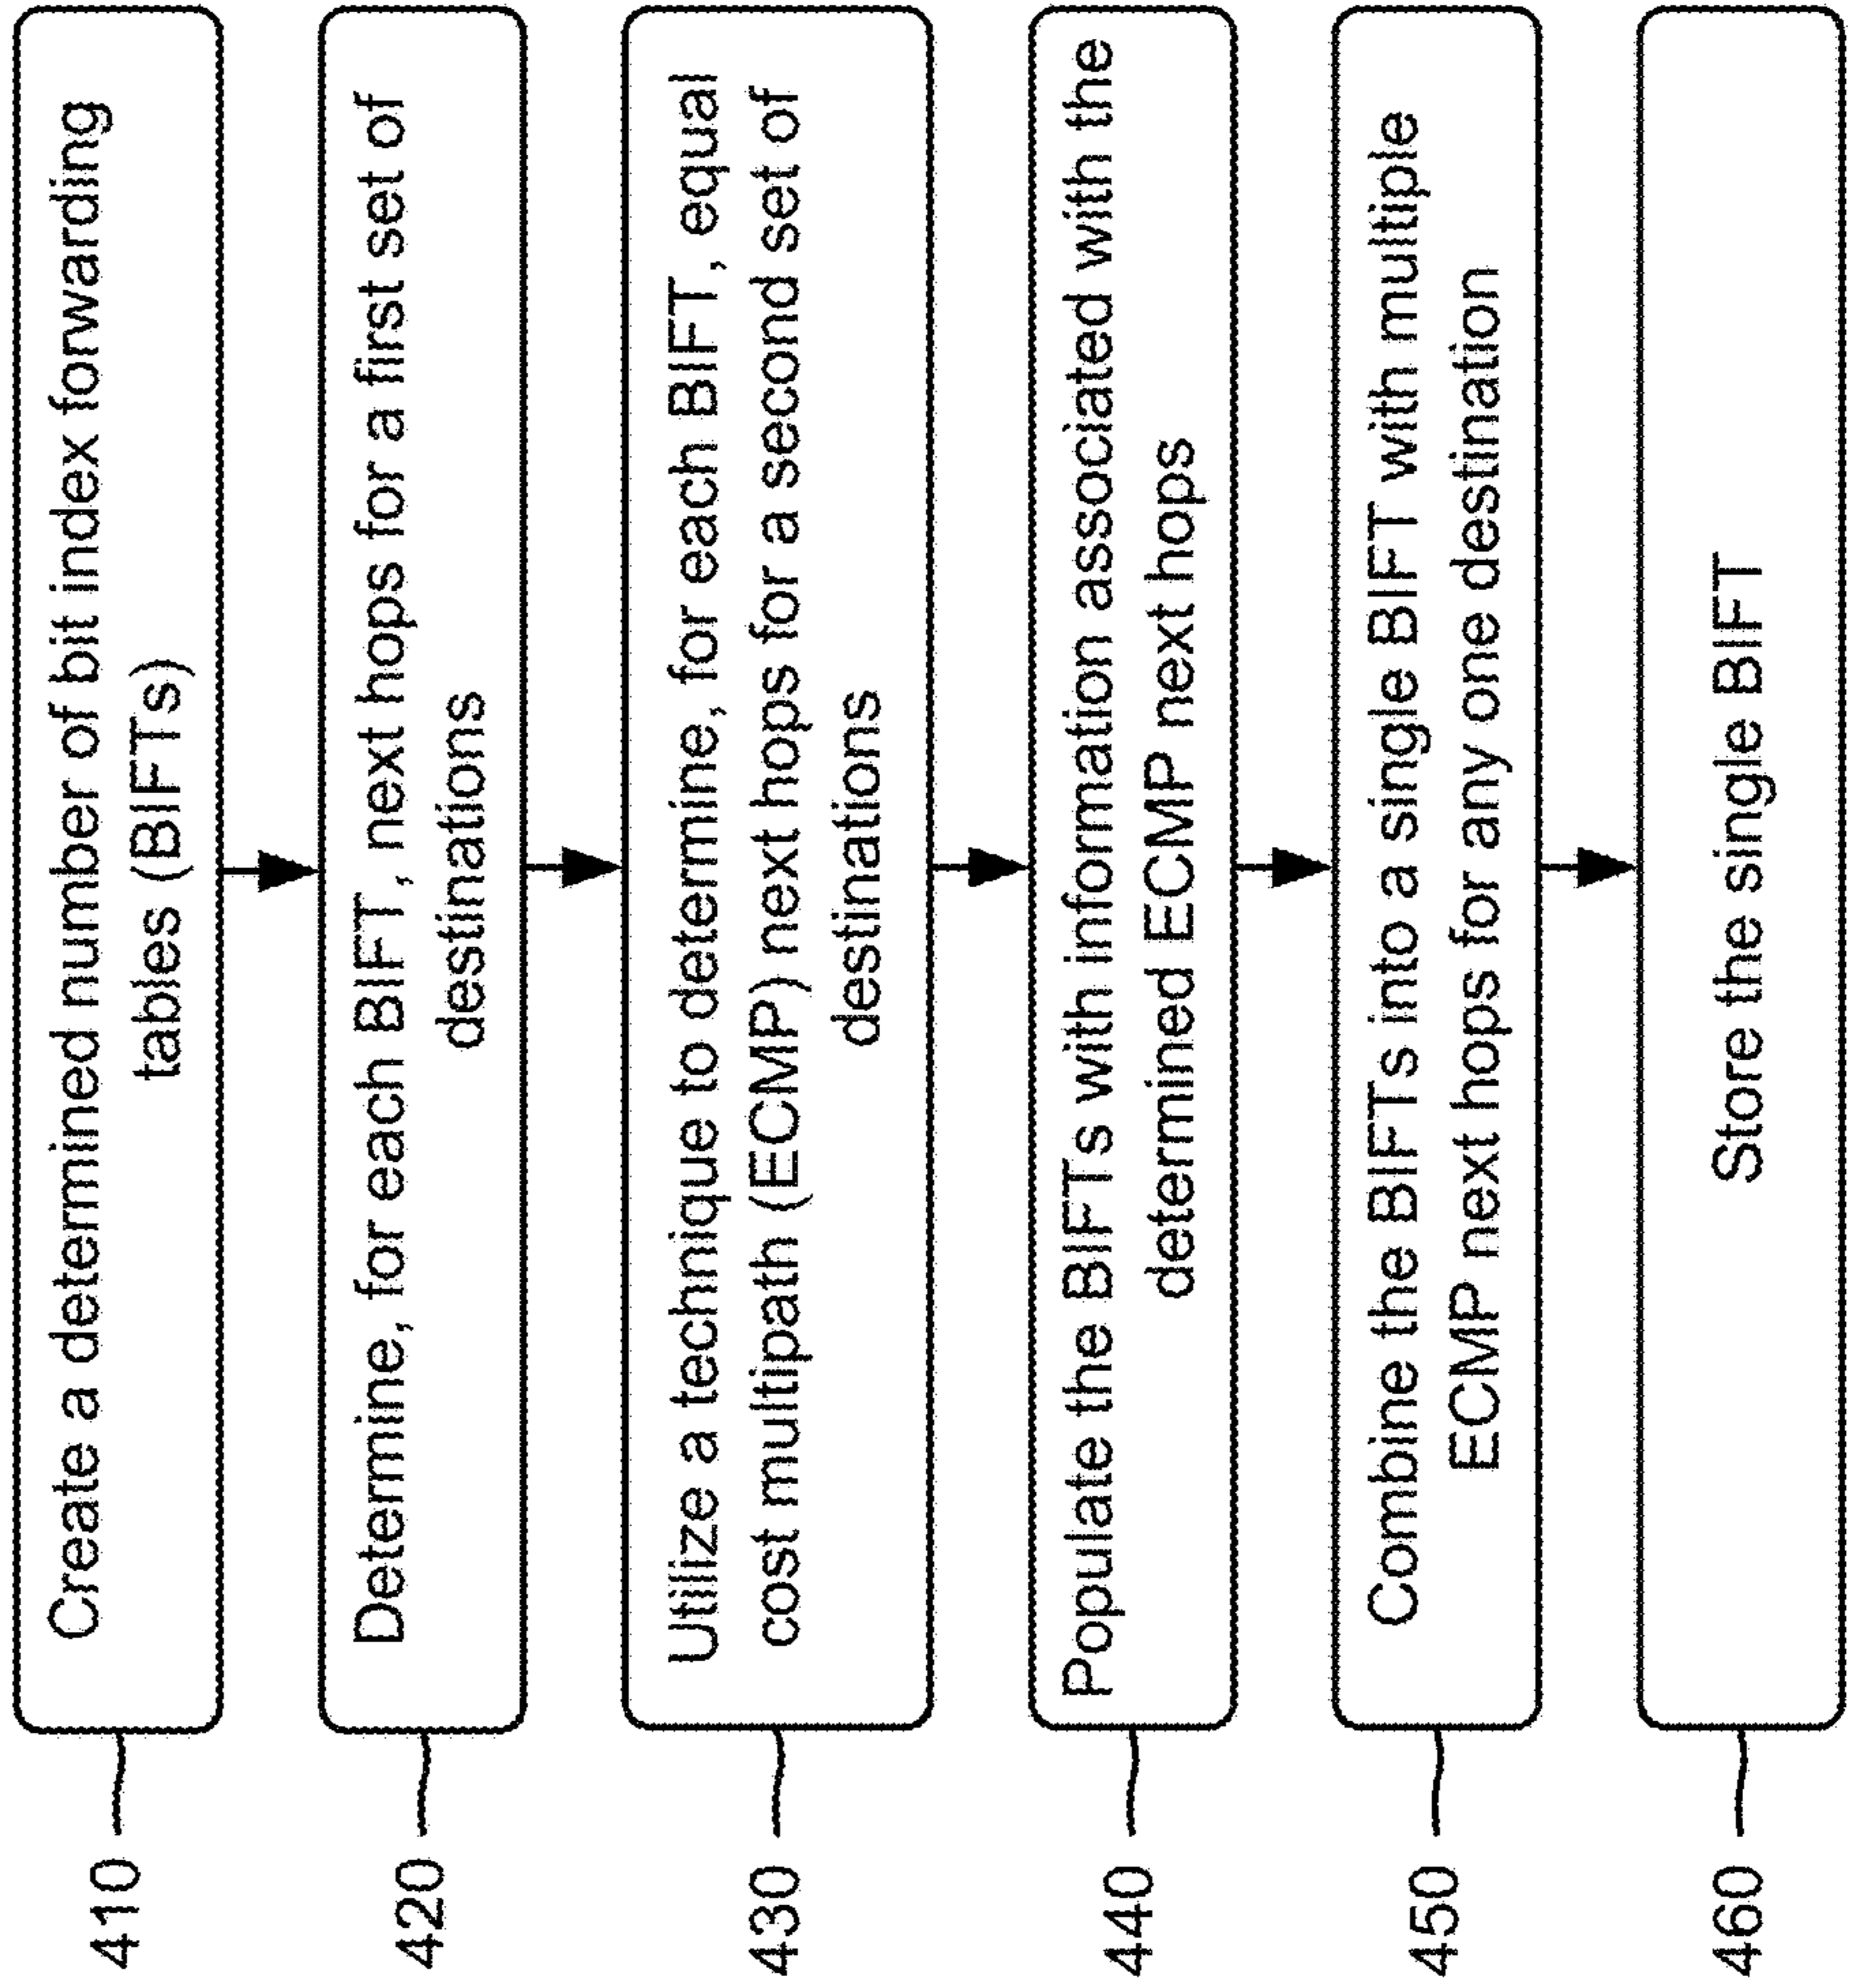 410
Create a determined number of bit index forwarding
tables (BIFTs)
420
Determine, for each BIFT, next hops for a first set of
destinations
430
Utilize a technique to determine, for each BIFT, equal
cost multipath (ECMP) next hops for a second set of
destinations
440
Populate the BIFTs with information associated with the
determined ECMP next hops
450
Combine the BIFTs into a single BIFT with multiple
ECMP next hops for any one destination
460
Store the single BIFT